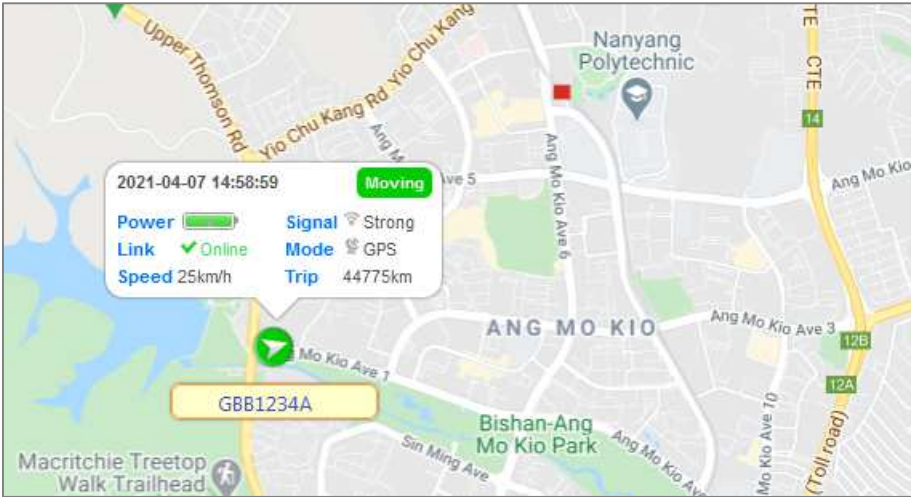 TE
CTE
Nanyang
Polytechnic
Upper Thomson Rd
Yio Chu Kang Rd
Yio Chu Kang
14
2021-04-07 14:58:59
Moving
Ave 5
Ang Mo Kio
Power
Signal
Strong
Link
Online
Mode
GPS
Speed
25km/h
Trip
44775km
Ang Mo Kio Ave 6
ANG MO KIO
Ang Mo Kio Ave 3
12B
Mo Kio Ave 1
12A
GBB1234A
Bishan-Ang
Mo Kio Park
Sin Ming Ave
Ang Mo Kio
Mo Kio Ave 10
(Toll road)
Macritchie Treetop
Walk Trailhead